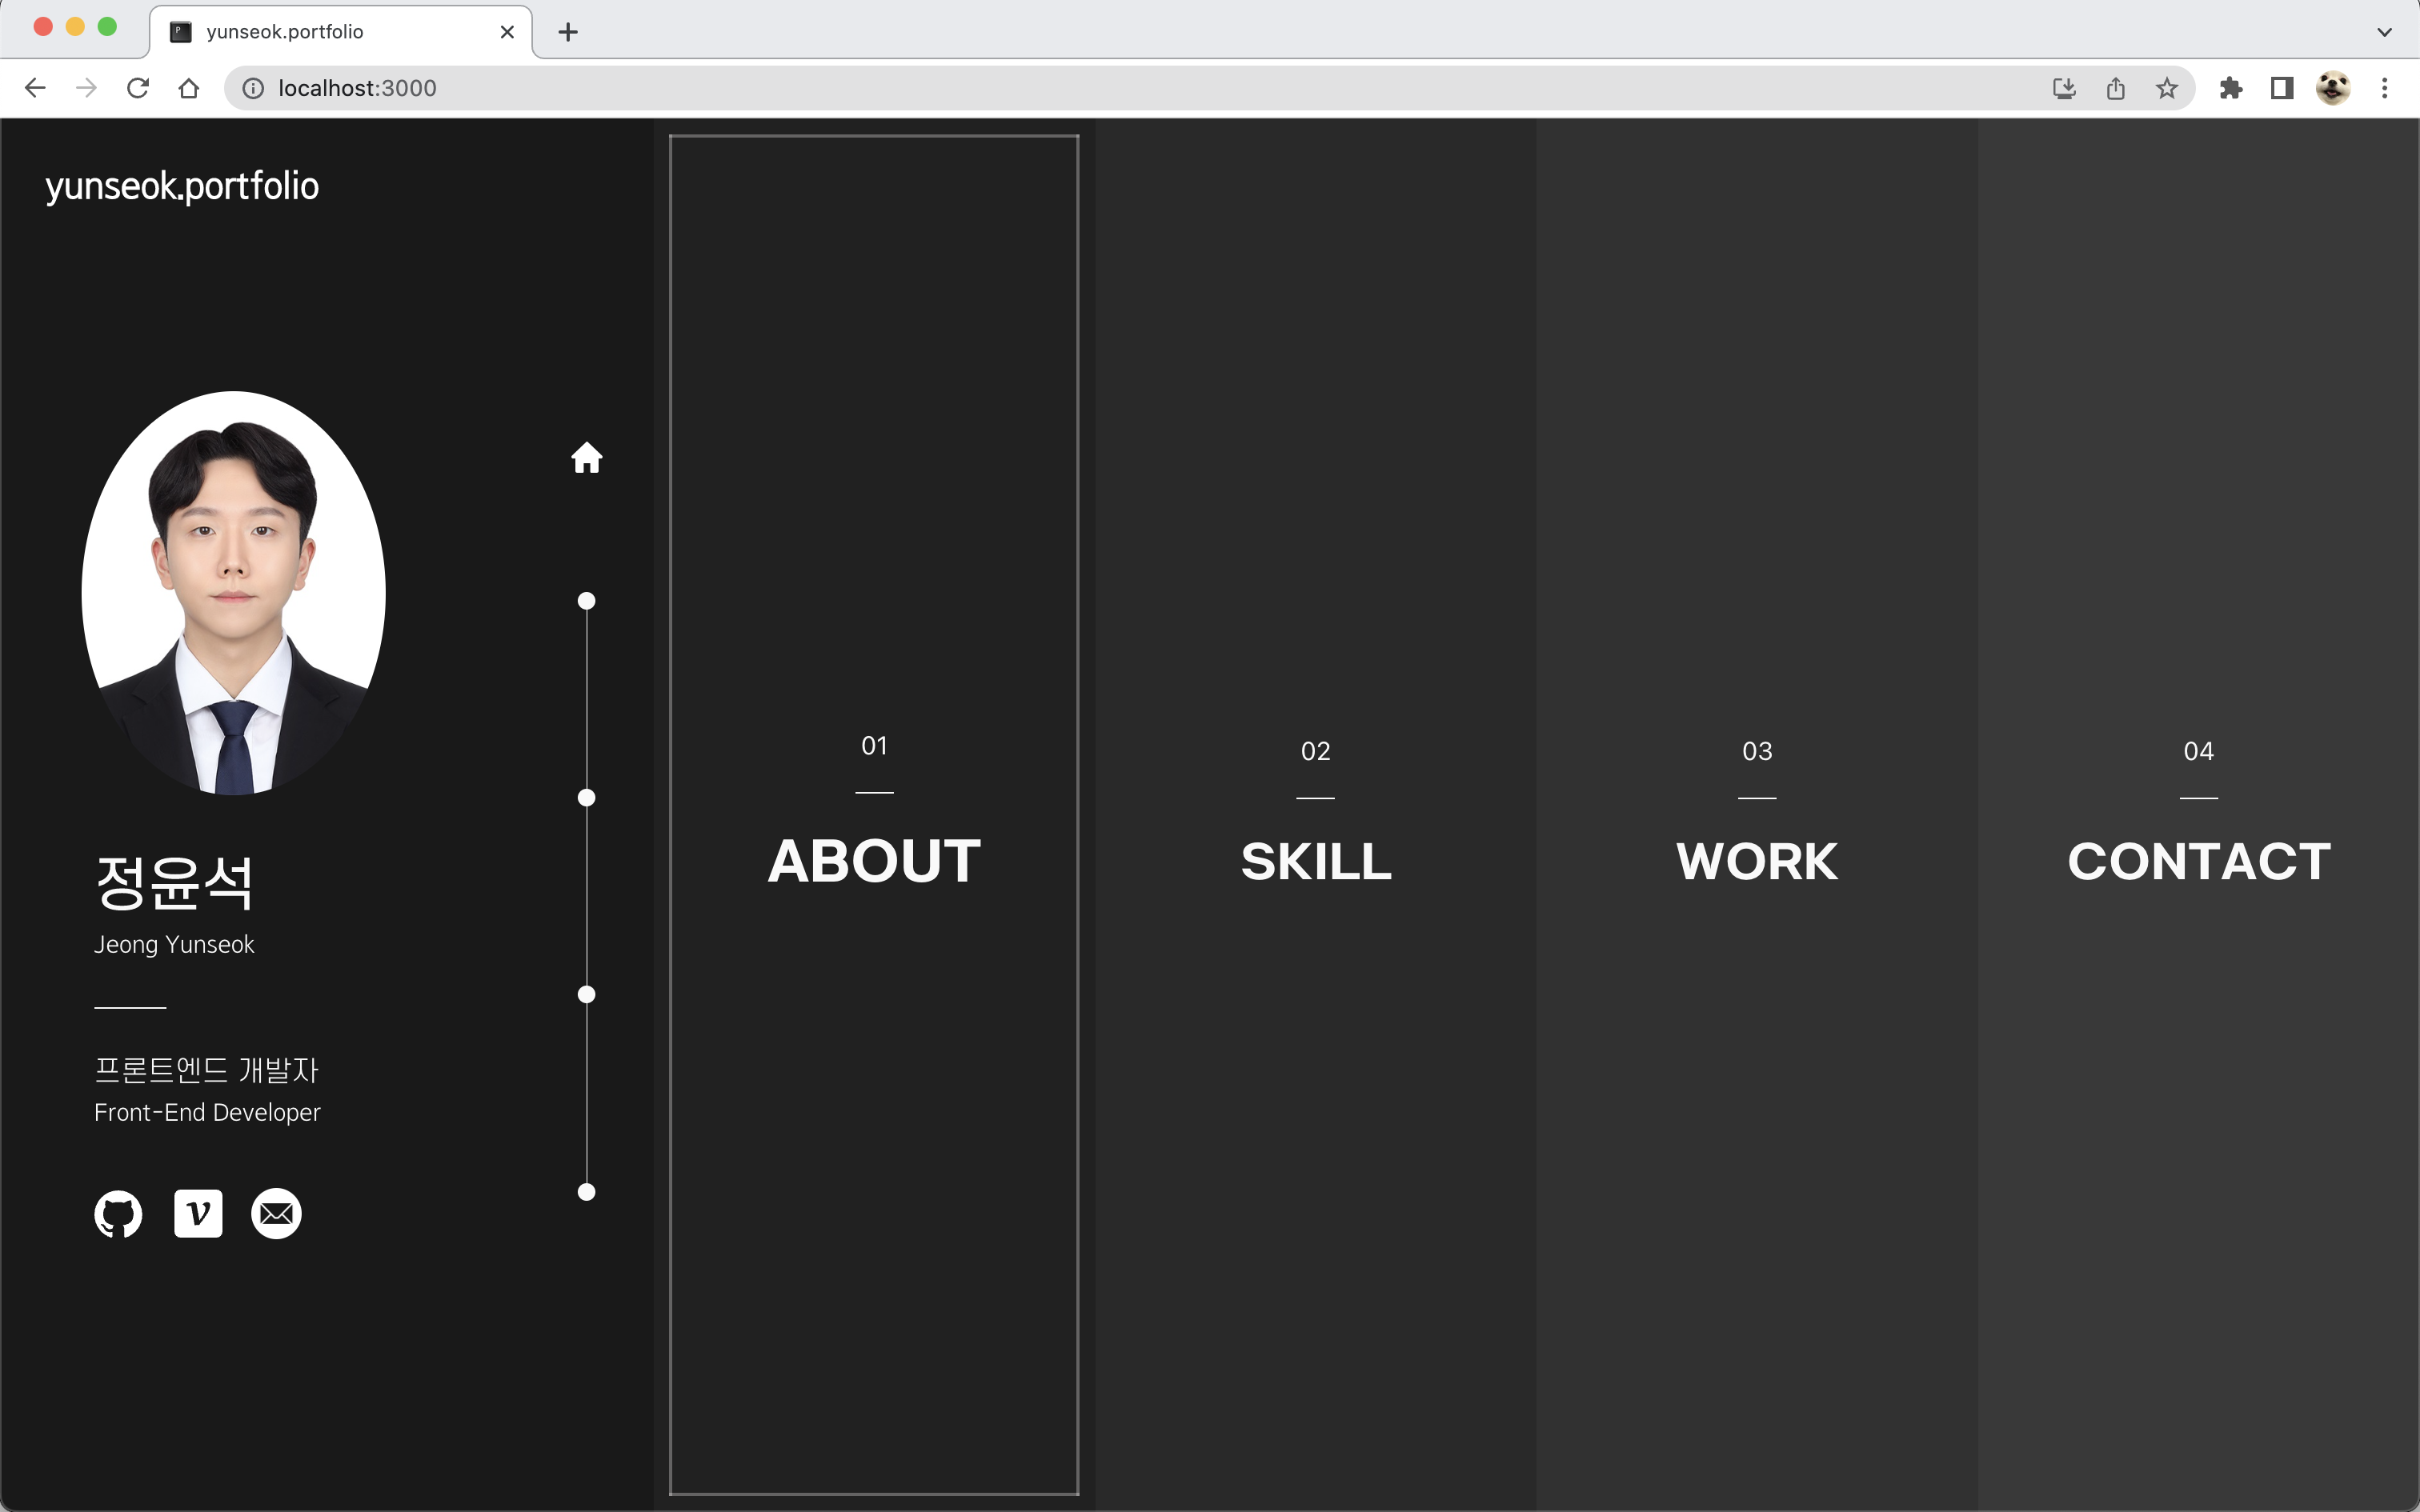 yunseok.portfolio
localhost:3000
yunseok.portfolio
정윤석
Jeong Yunseok
프론트엔드 개발자
Front-End Developer
01
ABOUT
02
SKILL
03
WORK
04
CONTACT